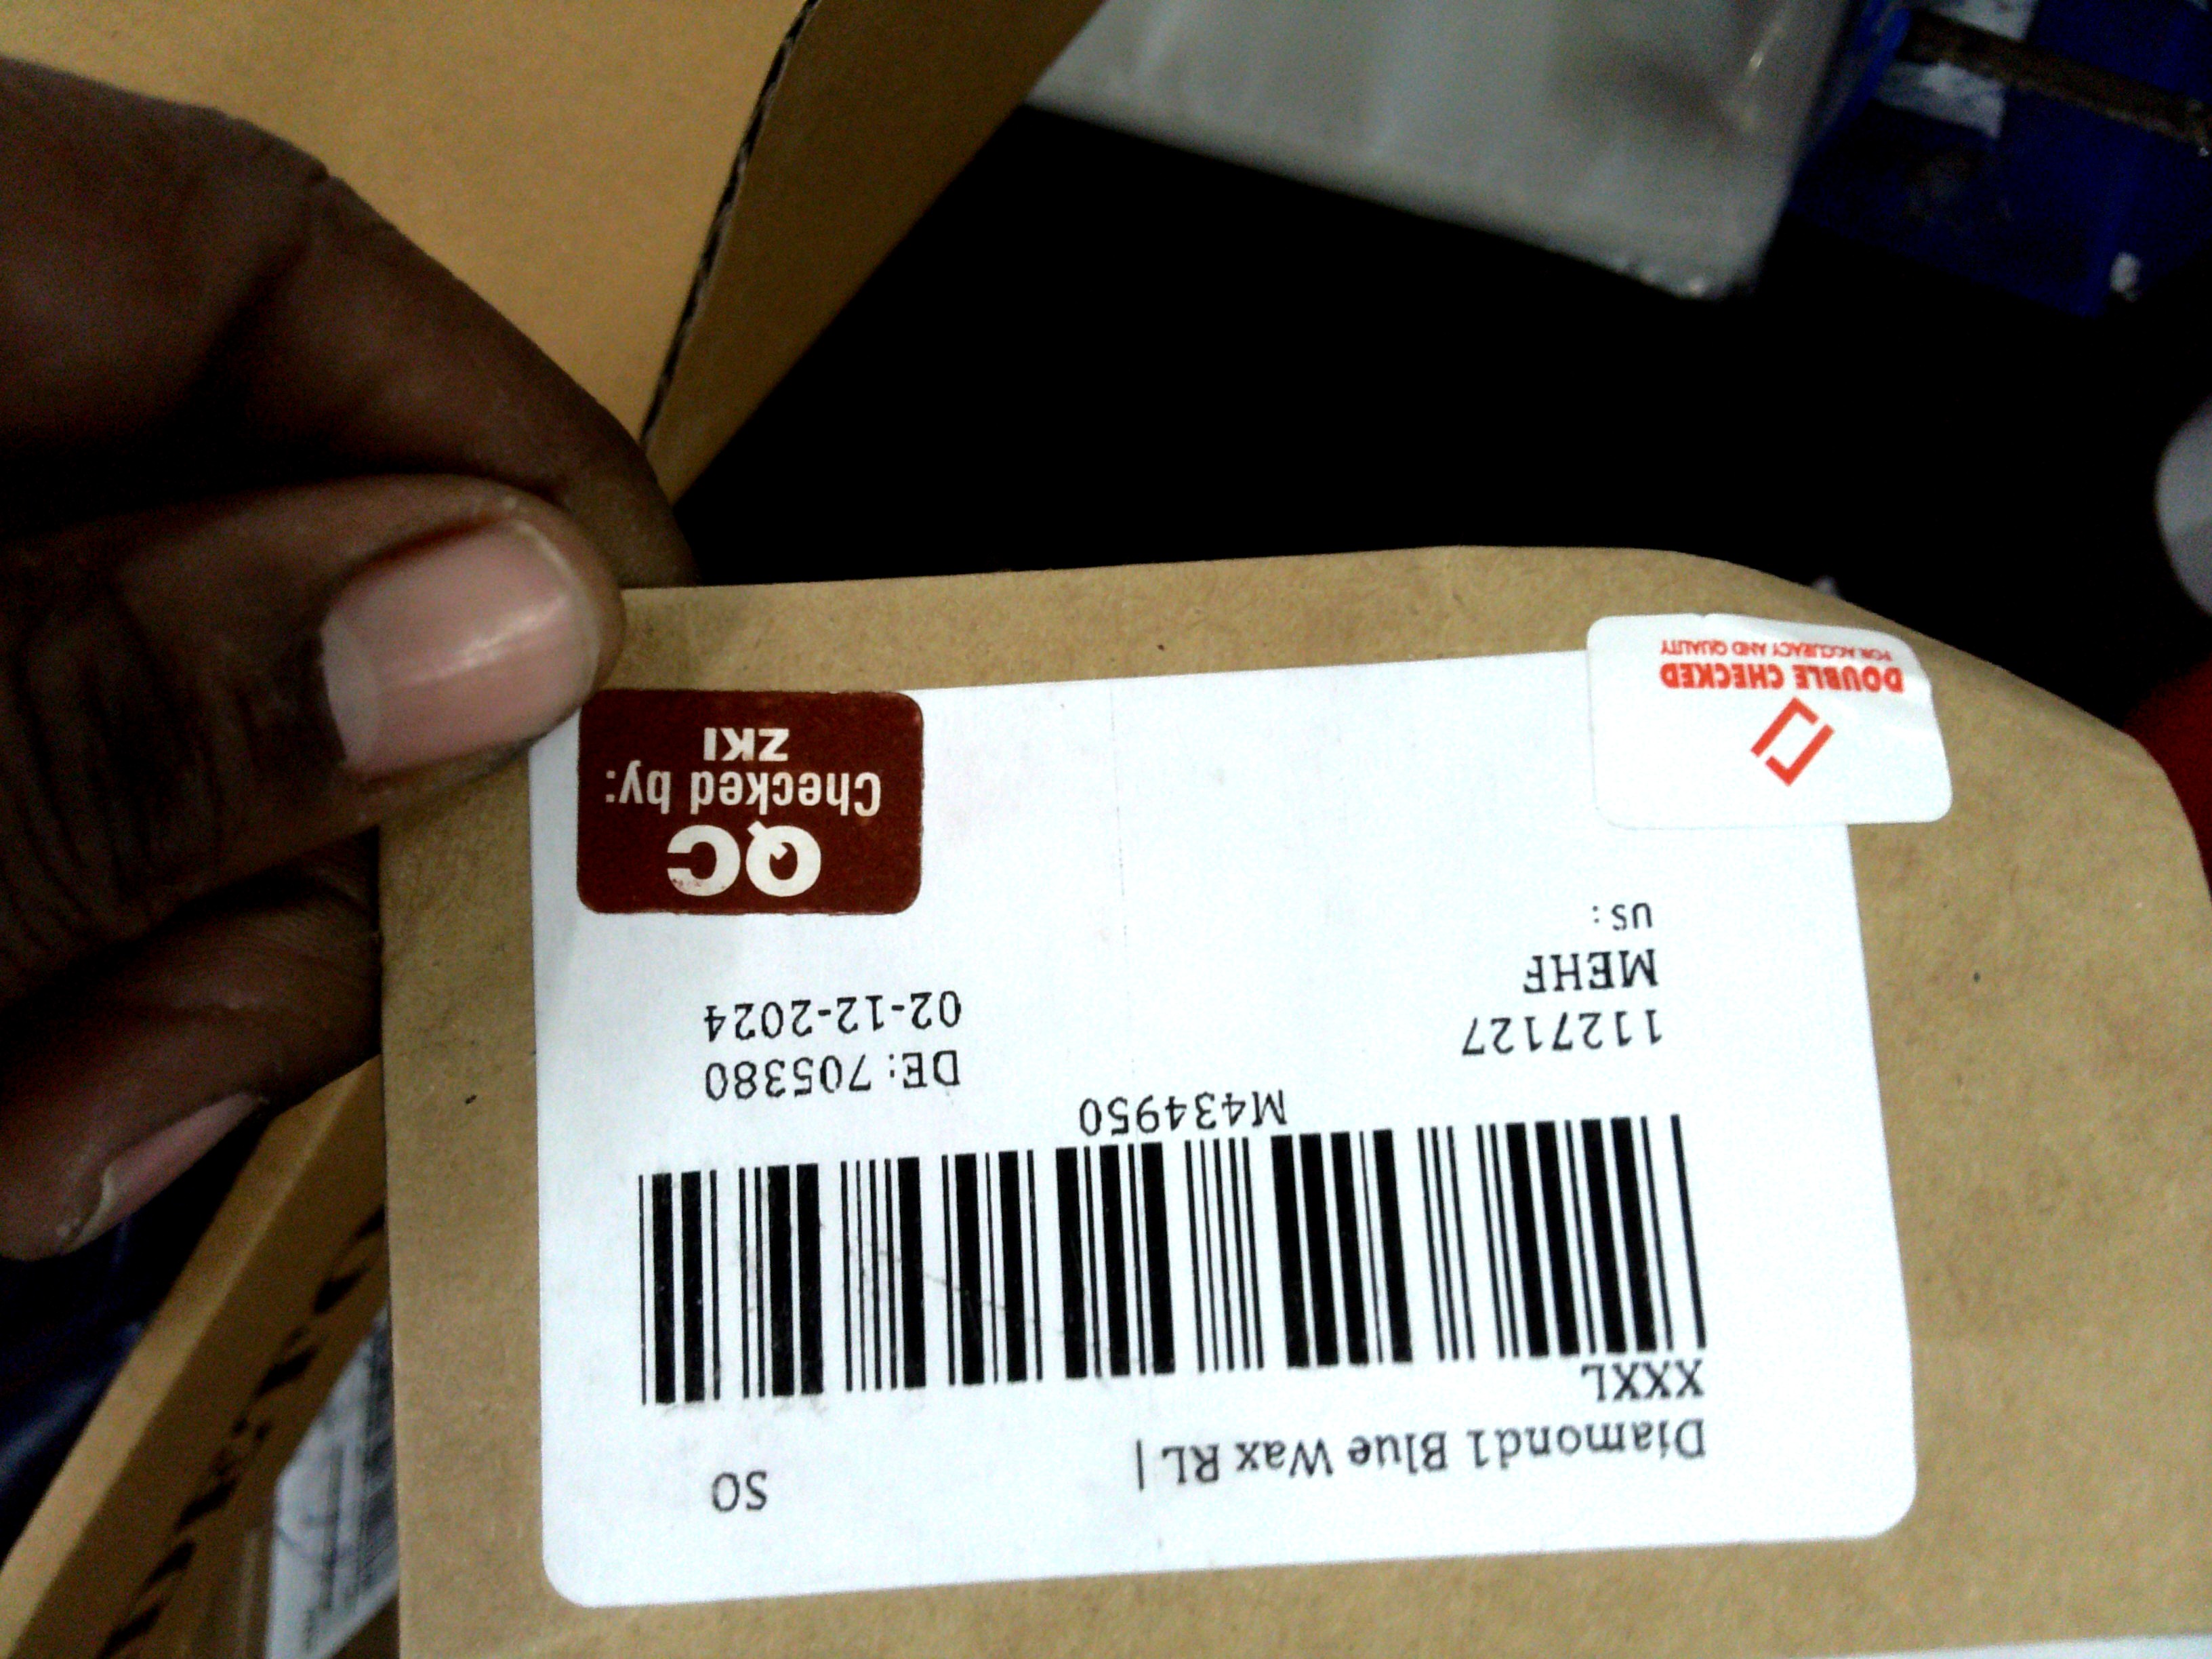 Diamond1 Blue Wax RL |
SO
XXXL
M434950
1127127
DE: 705380
MEHF
02-12-2024
US :
QC
Checked by:
ZKI
DOUBLE CHECKED
FOR ACCURACY AND QUALITY